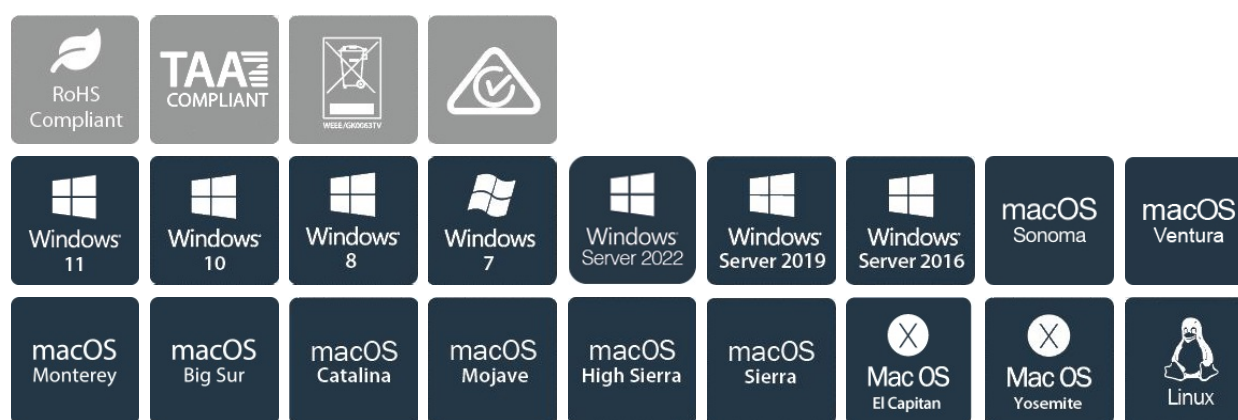 RoHS
Compliant
TAA
COMPLIANT
WEEE/GK0063TV
Windows
11
Windows
10
Windows
8
Windows
7
Windows
Server 2022
Windows
Server 2019
Windows
Server 2016
macOS
Sonoma
macOS
Ventura
macOS
Monterey
macOS
Big Sur
macOS
Catalina
macOS
Mojave
macOS
High Sierra
macOS
Sierra
X
Mac OS
El Capitan
X
Mac OS
Yosemite
Linux